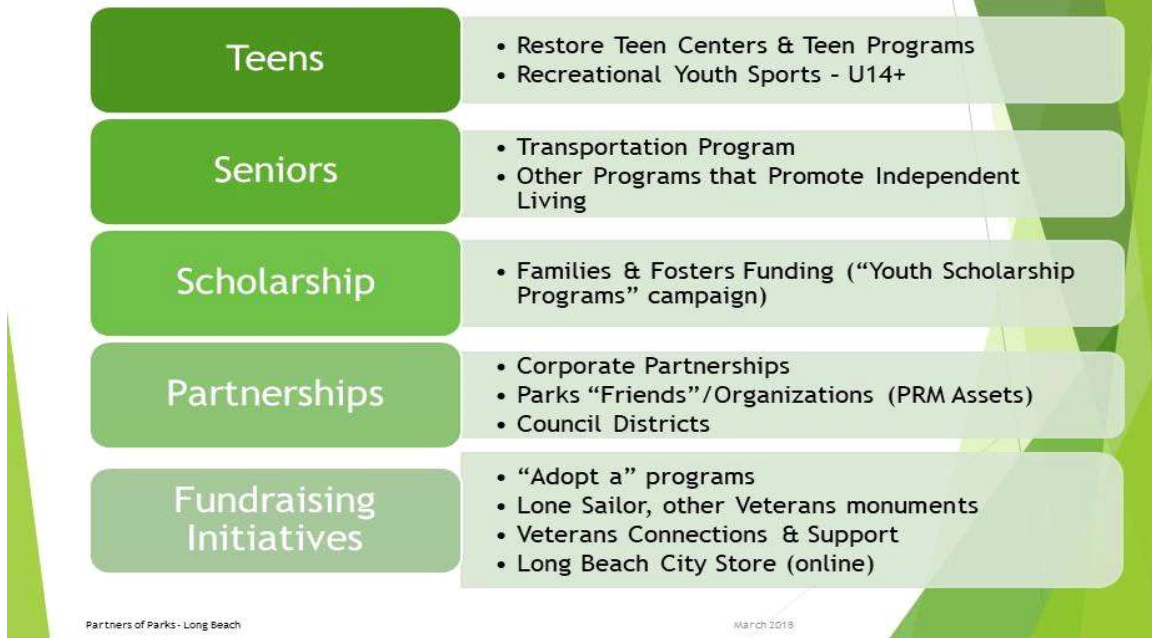 Teens
• Restore Teen Centers & Teen Programs
• Recreational Youth Sports - U14+
Seniors
• Transportation Program
• Other Programs that Promote Independent
Living
Scholarship
• Families & Fosters Funding (“Youth Scholarship
Programs” campaign)
Partnerships
• Corporate Partnerships
• Parks “Friends”/Organizations (PRM Assets)
• Council Districts
Fundraising
Initiatives
• “Adopt a” programs
• Lone Sailor, other Veterans monuments
• Veterans Connections & Support
• Long Beach City Store (online)
Partners of Parks - Long Beach
March 2018